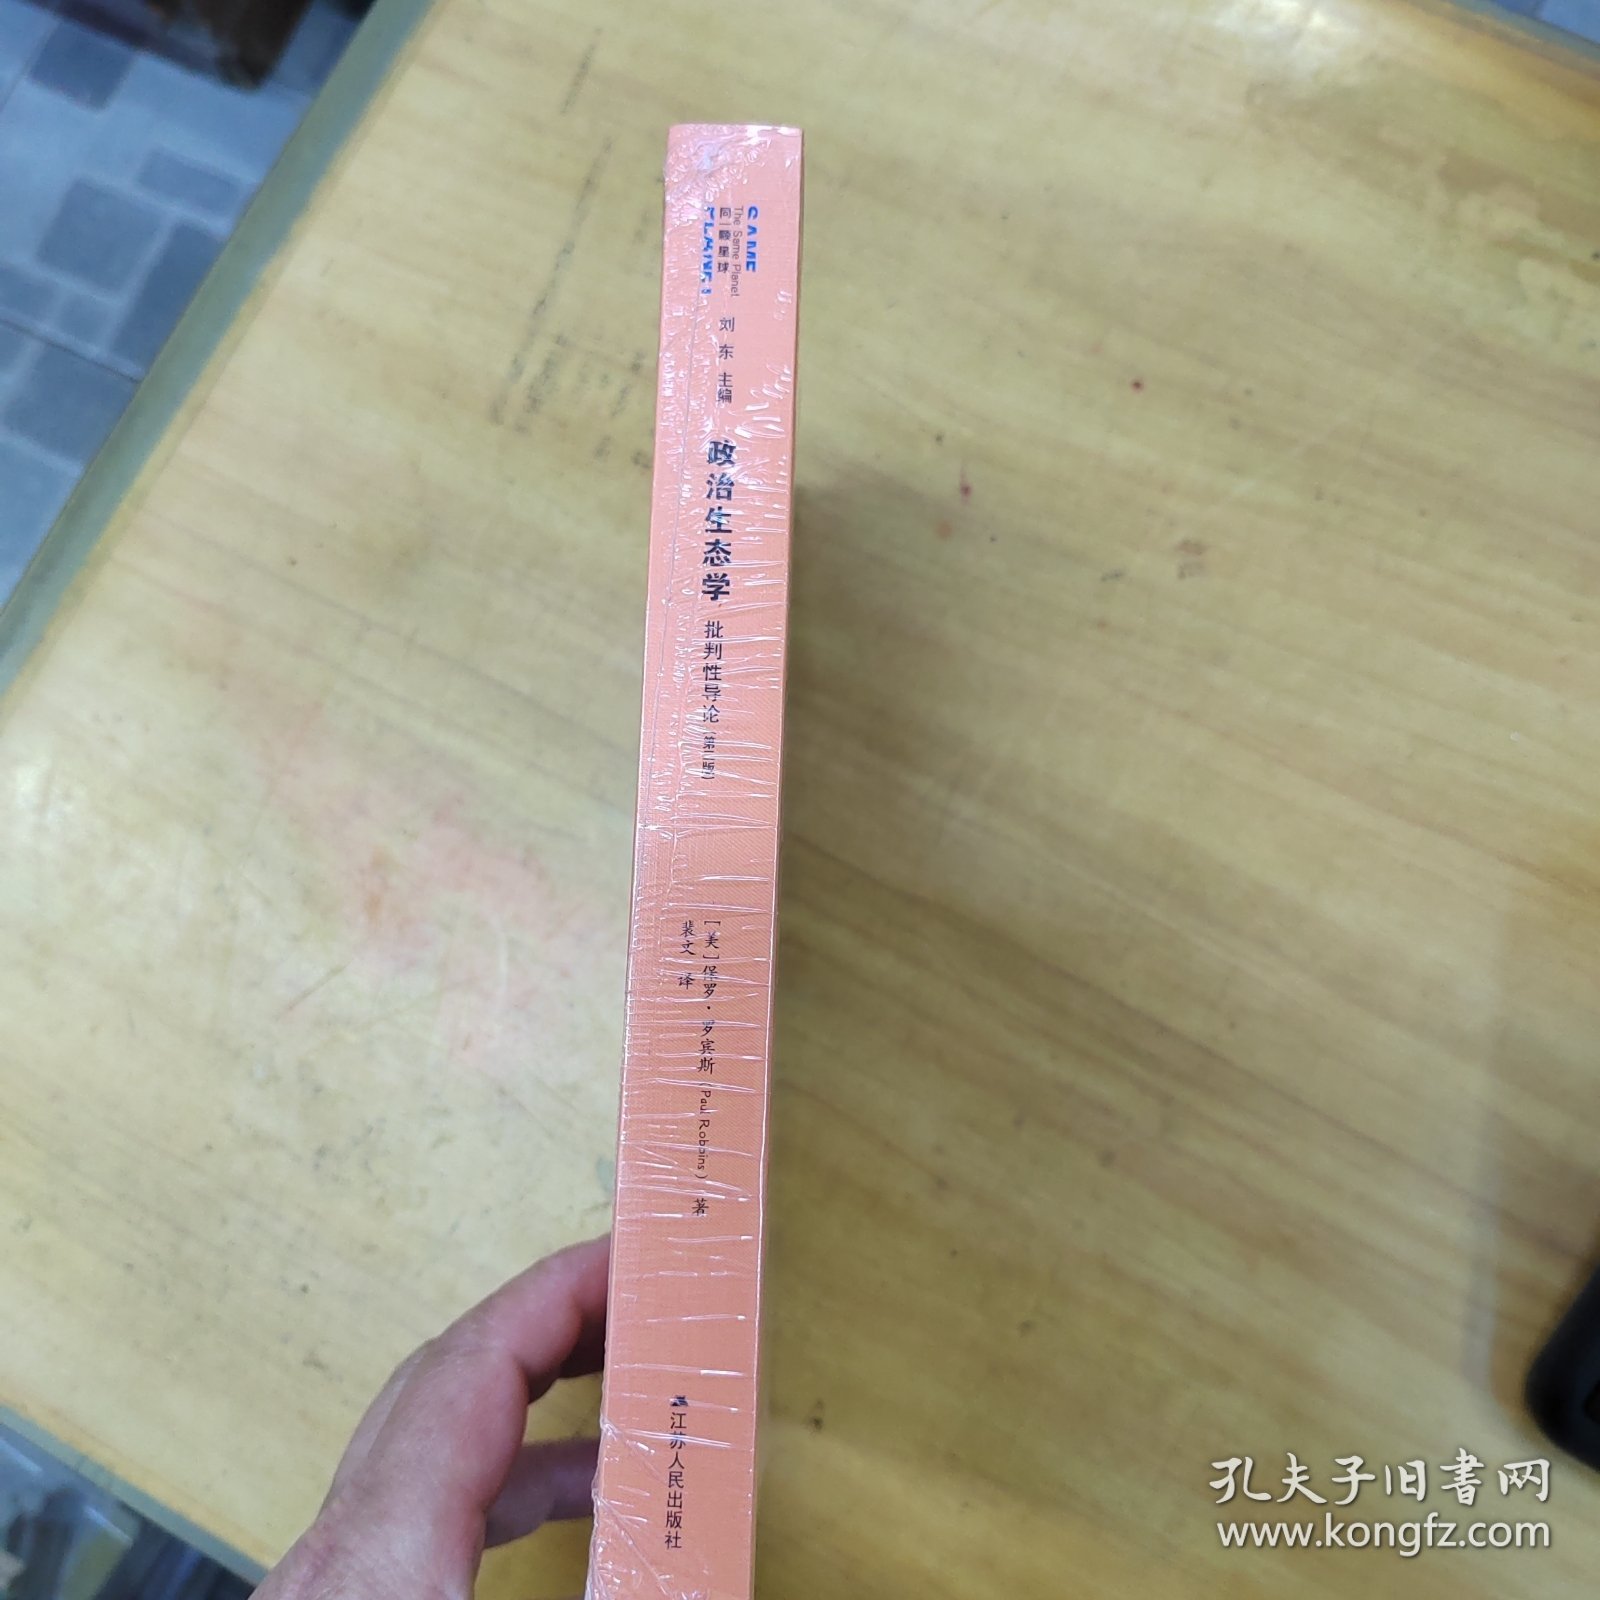 SAME
The Same Planet
同一颗星球
PLANET
刘东 主编
政治生态学
批判性导论(第二版)
[美]保罗·罗宾斯(Paul Robbins) 著
裴文 译
江苏人民出版社
孔夫子旧书网
www.kongfz.com